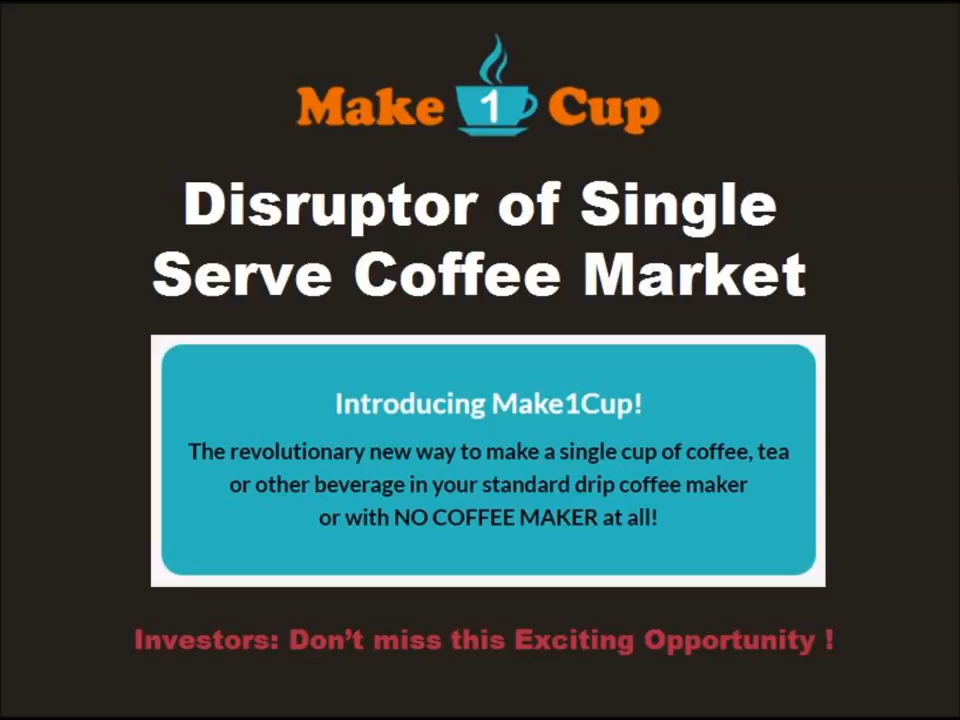 Make 1 Cup
Disruptor of Single
Serve Coffee Market
Introducing Make1Cup!
The revolutionary new way to make a single cup of coffee, tea
or other beverage in your standard drip coffee maker
or with NO COFFEE MAKER at all!
Investors: Don't miss this Exciting Opportunity !